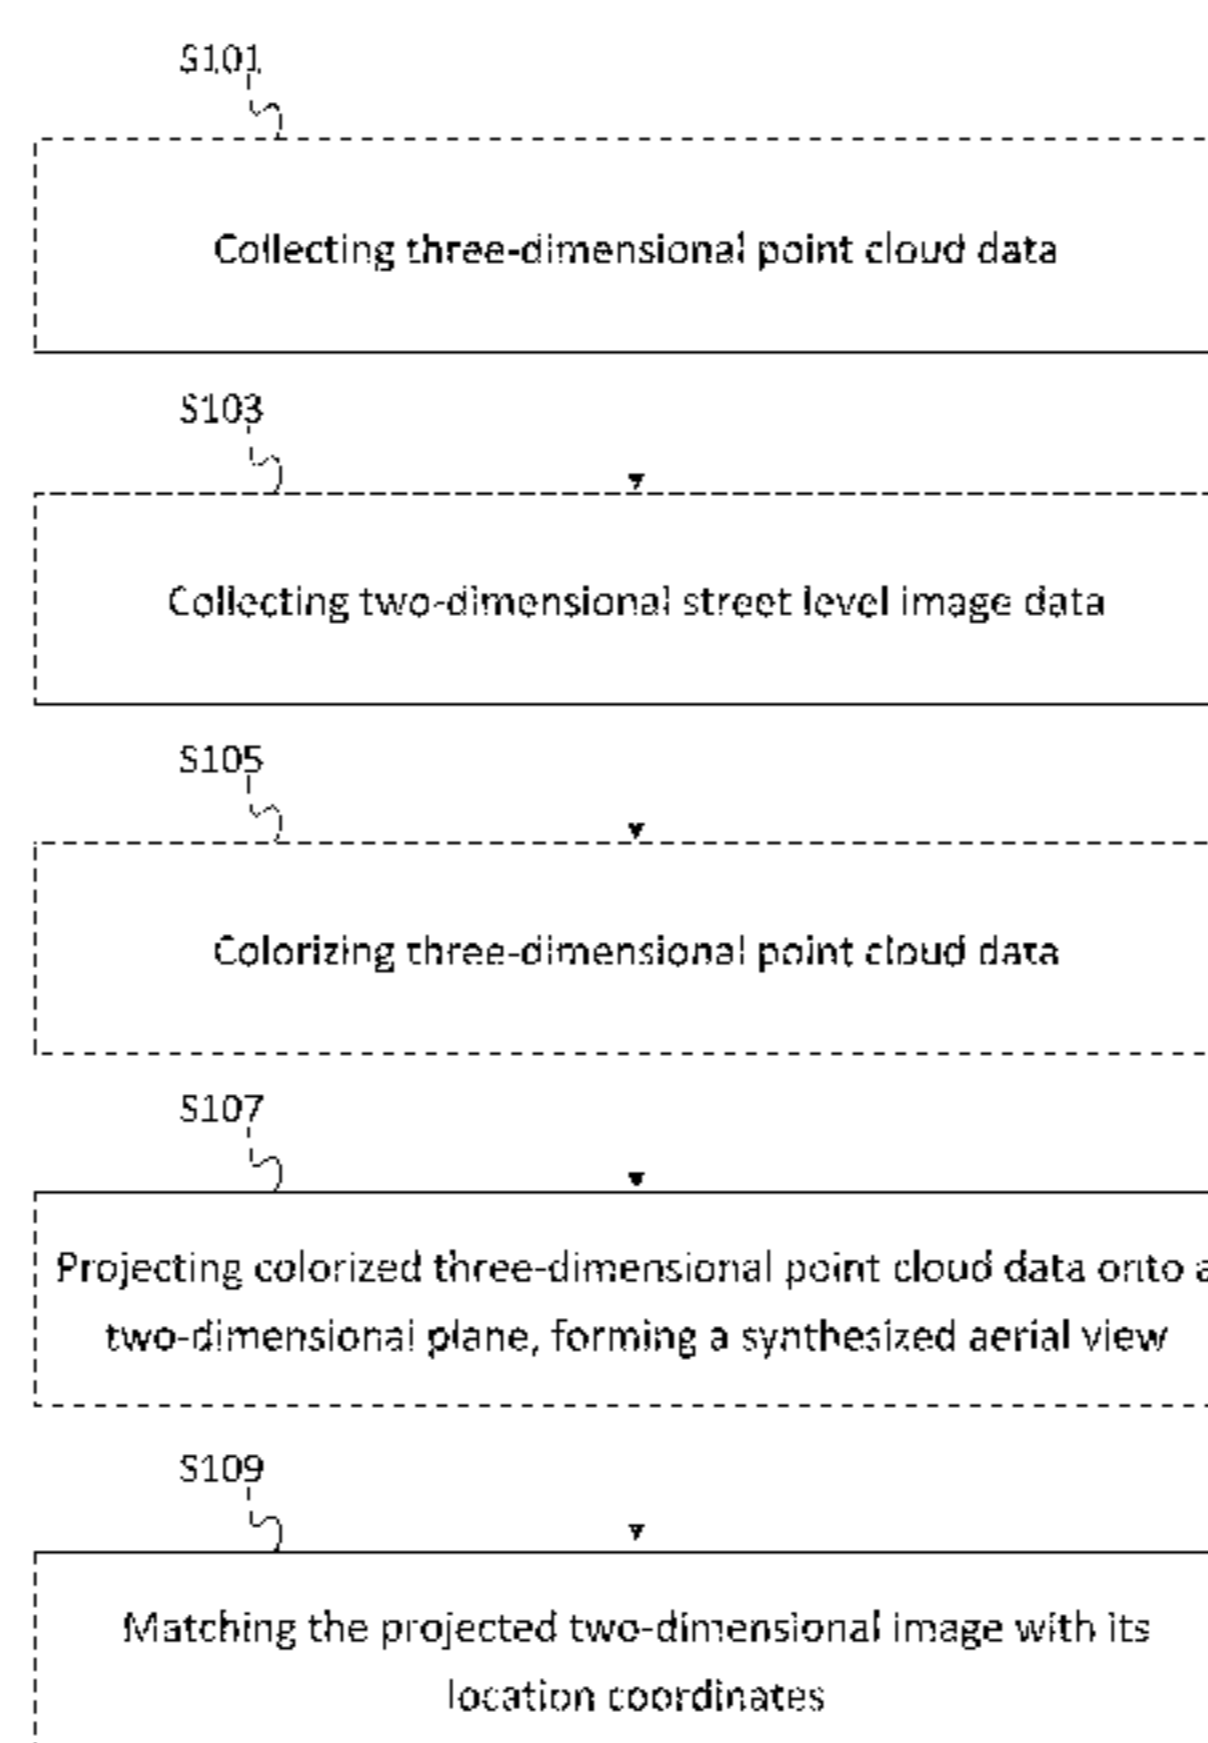 S101
Collecting three-dimensional point cloud data
S103
Collecting two-dimensional street level image data
S105
Colorizing three-dimensional point cloud data
S107
Projecting colorized three-dimensional point cloud data onto a
two-dimensional plane, forming a synthesized aerial view
S109
Matching the projected two-dimensional image with its
location coordinates